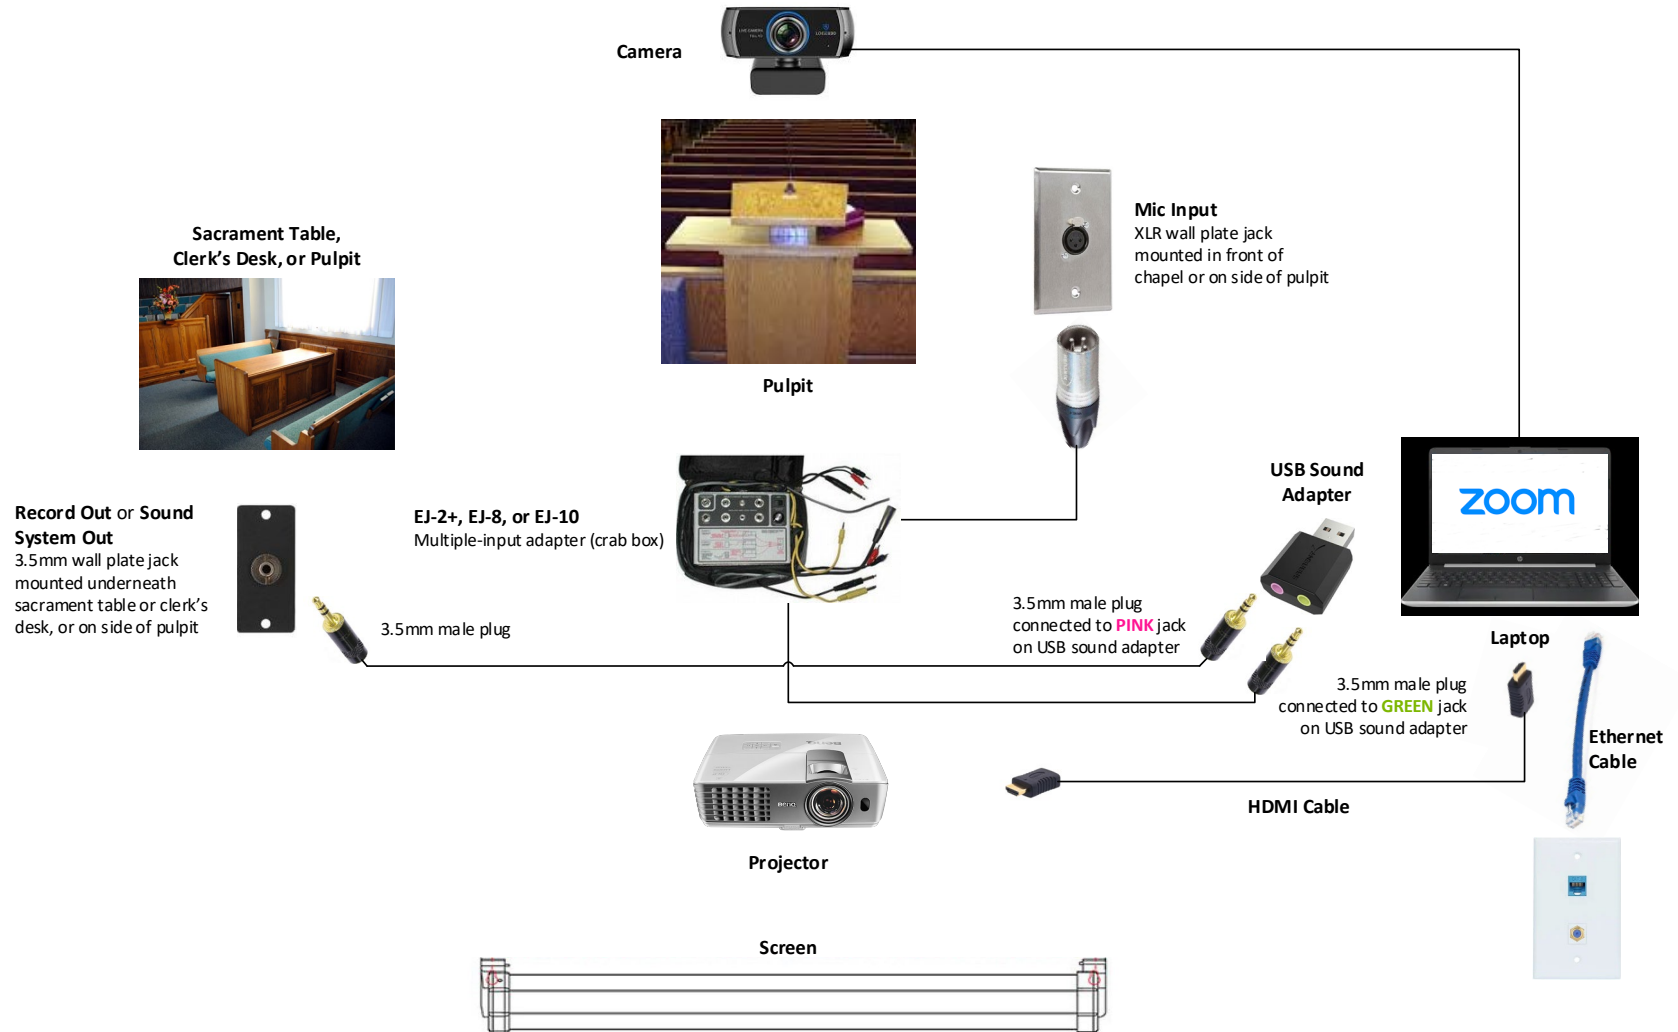 Camera
Sacrament Table,
Clerk's Desk, or Pulpit
Pulpit
Mic Input
XLR wall plate jack
mounted in front of
chapel or on side of pulpit
Record Out or Sound
System Out
3.5mm wall plate jack
mounted underneath
sacrament table or clerk's
desk, or on side of pulpit
3.5mm male plug
EJ-2+, EJ-8, or EJ-10
Multiple-input adapter (crab box)
USB Sound
Adapter
zoom
3.5mm male plug
connected to PINK jack
on USB sound adapter
Laptop
3.5mm male plug
connected to GREEN jack
on USB sound adapter
Ethernet
Cable
HDMI Cable
BenQ
Projector
Screen